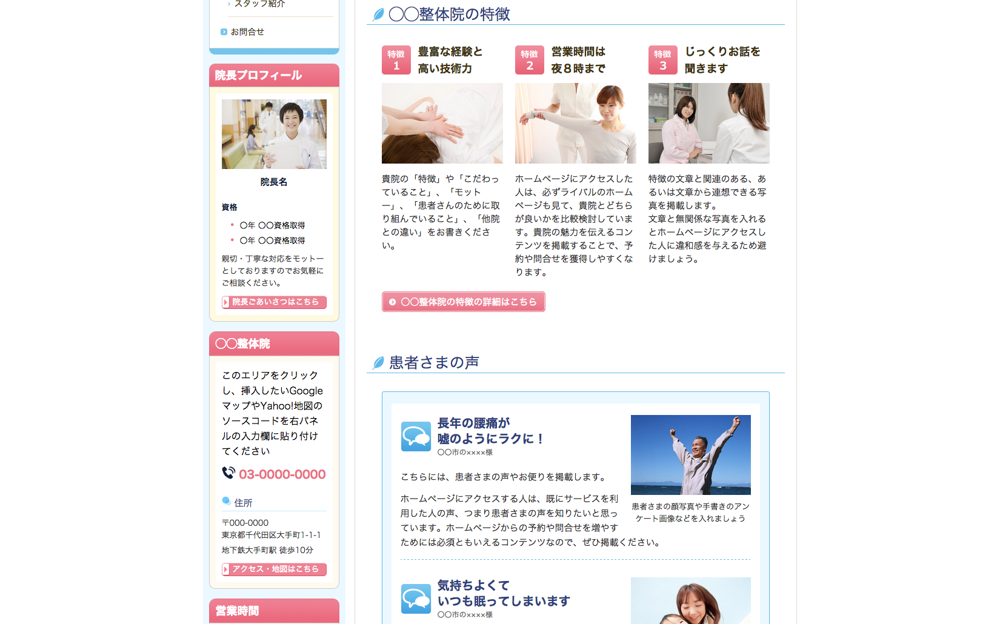 スタッフ紹介
お問合せ
院長プロフィール
院長名
資格
〇年 〇〇資格取得
〇年 〇〇資格取得
親切・丁寧な対応をモットー
としておりますのでお気軽に
ご相談ください。
院長ごあいさつはこちら
〇〇整体院
このエリアをクリック
し、挿入したいGoogle
マップやYahoo!地図の
ソースコードを右パネ
ルの入力欄に貼り付け
てください
03-0000-0000
住所
〒000-0000
東京都千代田区大手町1-1-1
地下鉄大手町駅 徒歩10分
アクセス・地図はこちら
営業時間
〇〇整体院の特徴
特徴
1
豊富な経験と
高い技術力
貴院の「特徴」や「こだわっ
ていること」、「モット
ー」、「患者さんのために取
り組んでいること」、「他院
との違い」をお書きくださ
い。
特徴
2
営業時間は
夜８時まで
ホームページにアクセスした
人は、必ずライバルのホーム
ページも見て、貴院とどちら
が良いかを比較検討していま
す。貴院の魅力を伝えるコン
テンツを掲載することで、予
約や問合せを獲得しやすくな
ります。
特徴
3
じっくりお話を
聞きます
特徴の文章と関連のある、あ
るいは文章から連想できる写
真を掲載します。
文章と無関係な写真を入れる
とホームページにアクセスし
た人に違和感を与えるため避
けましょう。
〇〇整体院の特徴の詳細はこちら
患者さまの声
長年の腰痛が
嘘のようにラクに！
〇〇市の××××様
こちらには、患者さまの声やお便りを掲載します。
ホームページにアクセスする人は、既にサービスを利
用した人の声、つまり患者さまの声を知りたいと思っ
ています。ホームページからの予約や問合せを増やす
ためには必須ともいえるコンテンツなので、ぜひ掲載ください。
患者さまの顔写真や手書きのアン
ケート画像などを入れましょう
気持ちよくて
いつも眠ってしまいます
〇〇市の××××様